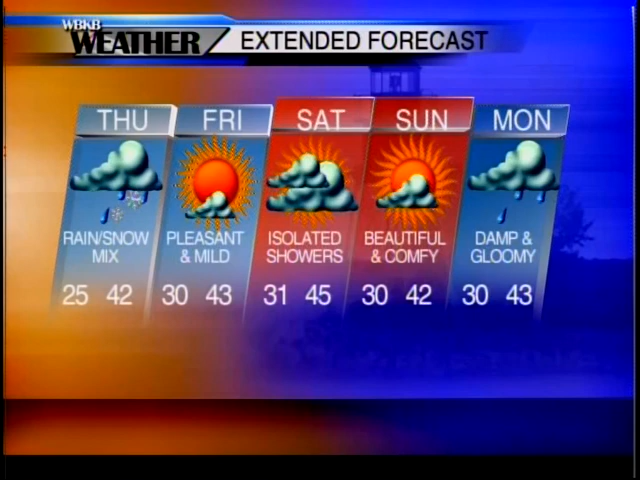 WBKB
WEATHER EXTENDED FORECAST
THU FRI SAT SUN MON
RAIN/SNOW MIX PLEASANT & MILD ISOLATED SHOWERS BEAUTIFUL & COMFY DAMP & GLOOMY
25 42 30 43 31 45 30 42 30 43